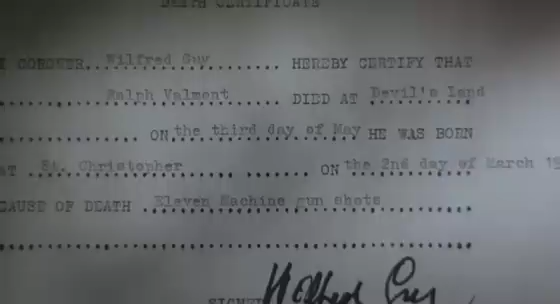 DEATH CERTIFICATE
CORONER..Wilfred Guy.......... HEREBY CERTIFY THAT
Ralph Valmont DIED AT Devil's Land
ON the third day of May HE WAS BORN
AT St. Christopher ON the 2nd day of March 19
CAUSE OF DEATH .Eleven Machine gun shots
SIGNED Wilfred Guy